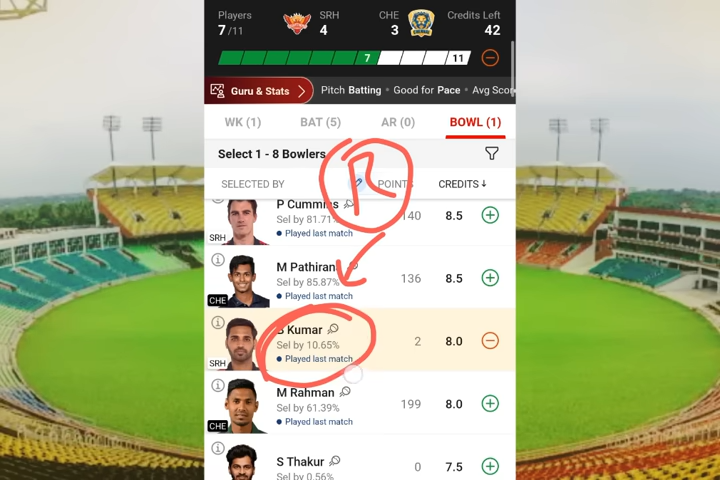 Players
SRH
CHE
Credits Left
7/11
4
3
42
7
11
Guru & Stats
Pitch Batting • Good for Pace • Avg Scor
WK (1)
BAT (5)
AR (0)
BOWL (1)
Select 1 - 8 Bowlers
R
SELECTED BY
POINTS
CREDITS↓
P Cummins
Sel by 81.71%
Played last match
140
8.5
SRH
M Pathiran
Sel by 85.87%
Played last match
136
8.5
CHE
B Kumar
Sel by 10.65%
Played last match
2
8.0
SRH
M Rahman
Sel by 61.39%
Played last match
199
8.0
CHE
S Thakur
Sel by 0.56%
0
7.5